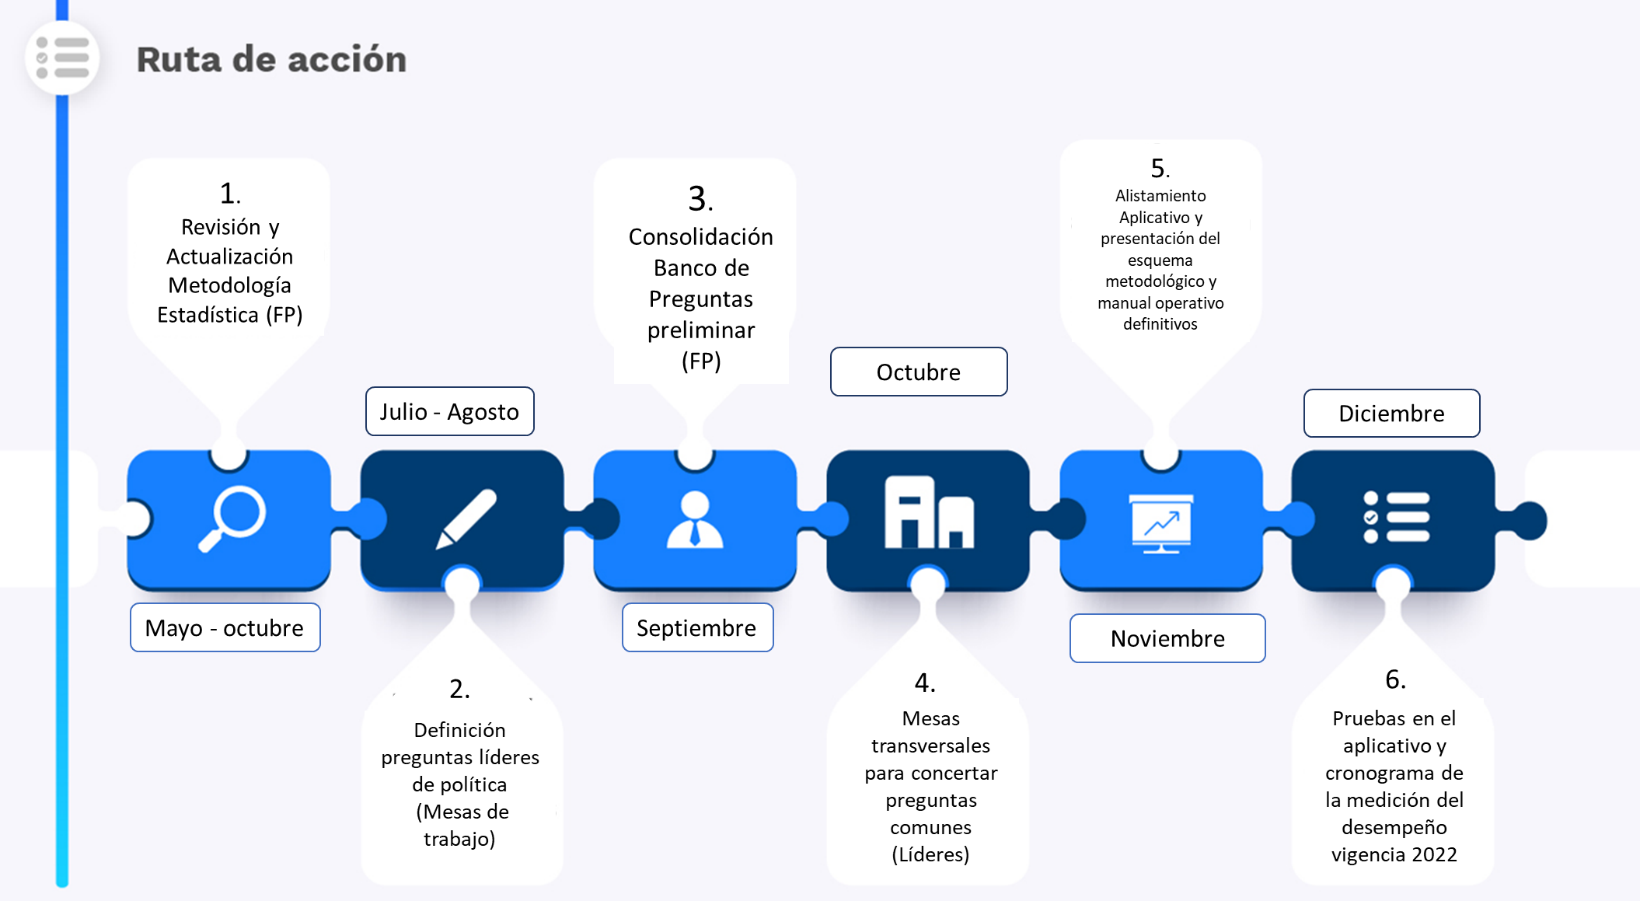 Ruta de acción
1.
Revisión y
Actualización
Metodología
Estadística (FP)
Mayo - octubre
Julio - Agosto
2.
Definición
preguntas líderes
de política
(Mesas de
trabajo)
3.
Consolidación
Banco de
Preguntas
preliminar
(FP)
Septiembre
Octubre
4.
Mesas
transversales
para concertar
preguntas
comunes
(Líderes)
5.
Alistamiento
Aplicativo y
presentación del
esquema
metodológico y
manual operativo
definitivos
Noviembre
Diciembre
6.
Pruebas en el
aplicativo y
cronograma de
la medición del
desempeño
vigencia 2022